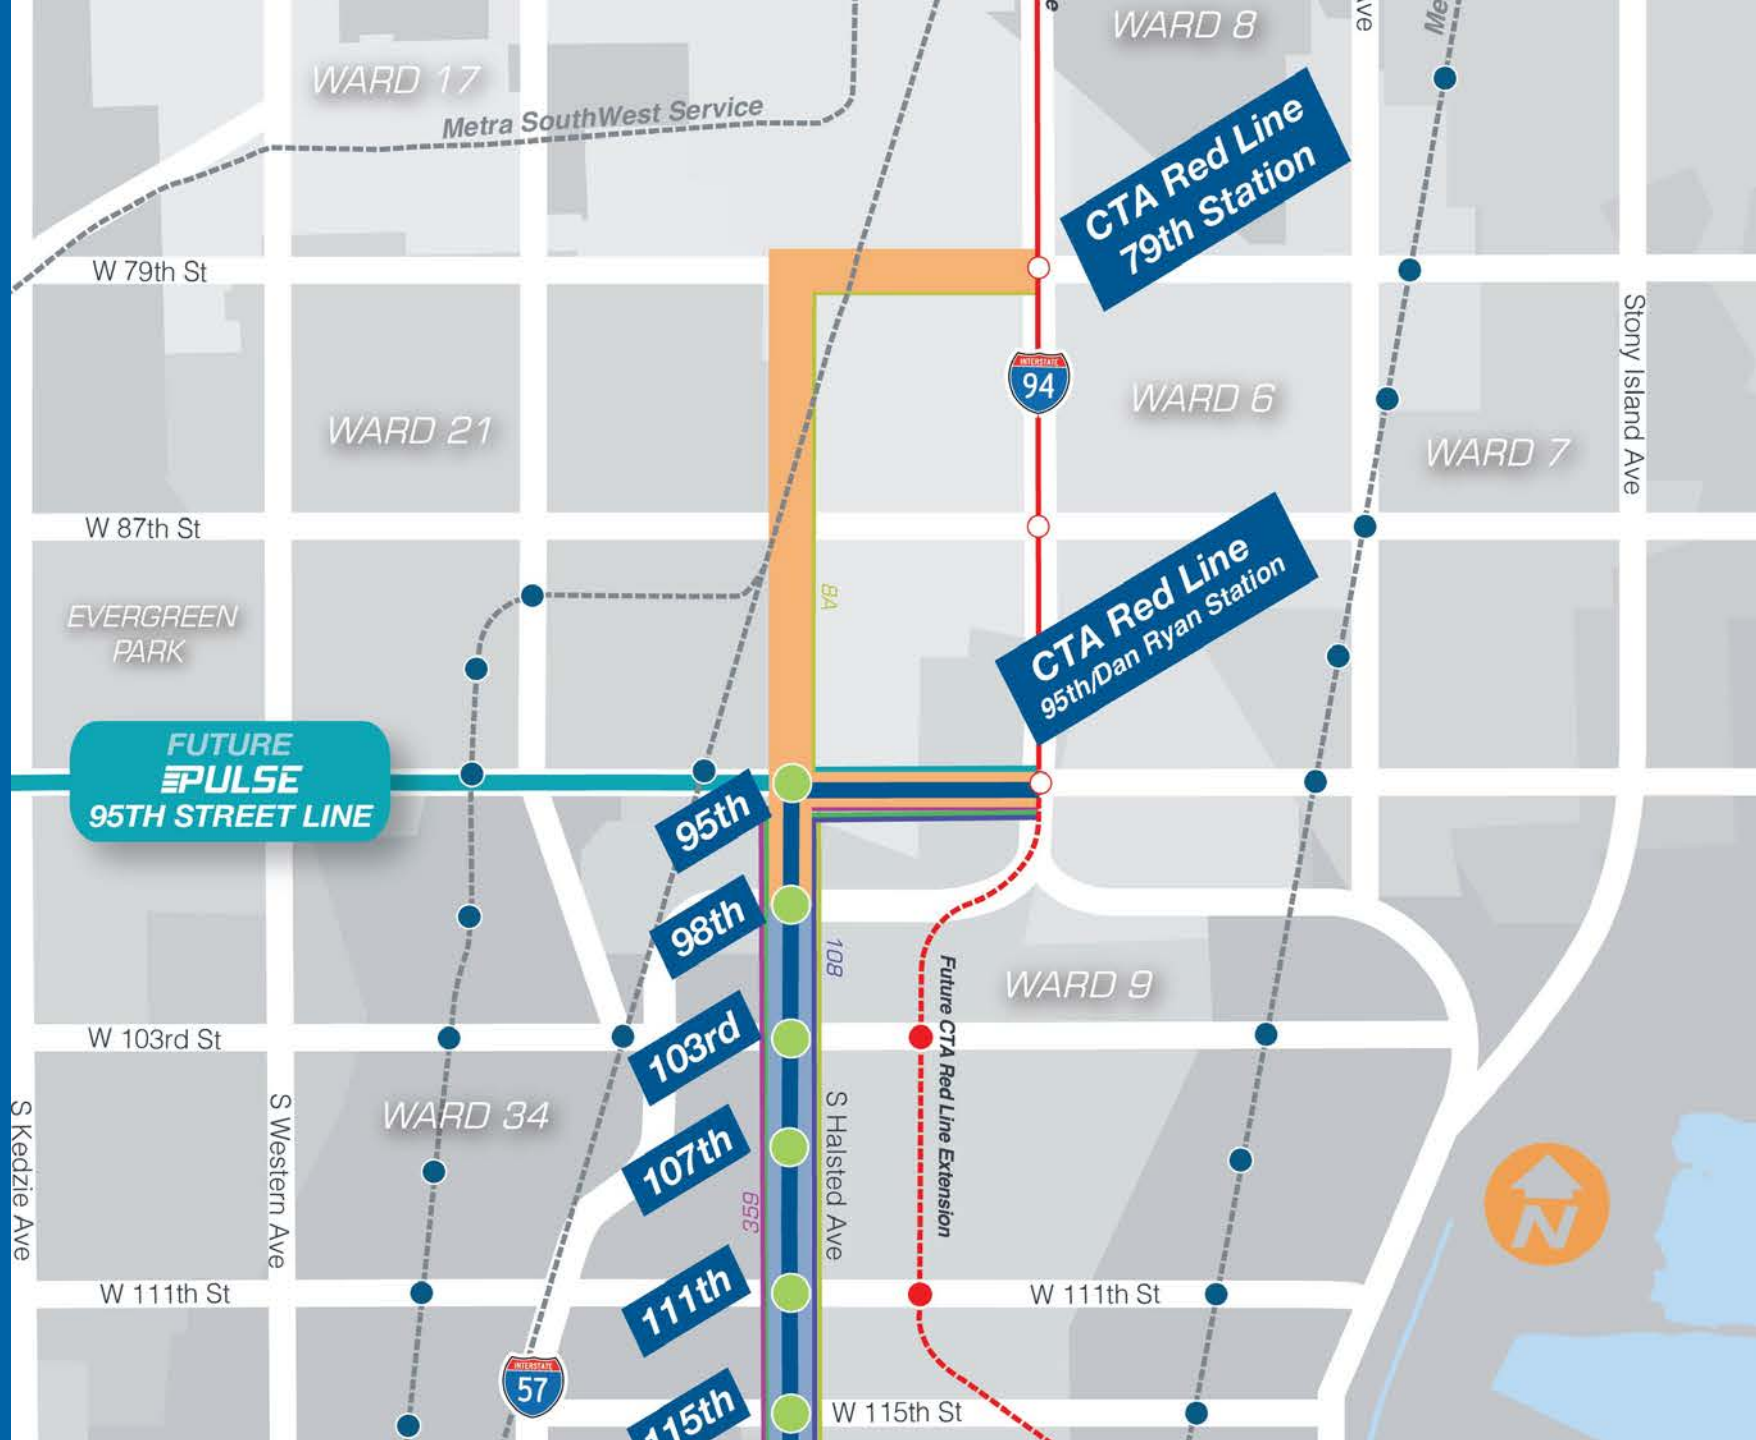 WARD 8
Ave
WARD 17
Metra SouthWest Service
CTA Red Line
79th Station
W 79th St
INTERSTATE
94
WARD 6
WARD 21
WARD 7
Stony Island Ave
W 87th St
8A
EVERGREEN
PARK
CTA Red Line
95th/Dan Ryan Station
FUTURE
PULSE
95TH STREET LINE
95th
98th
108
WARD 9
Future CTA Red Line Extension
W 103rd St
103rd
S Kedzie Ave
S Western Ave
WARD 34
S Halsted Ave
107th
359
N
W 111th St
111th
W 111th St
INTERSTATE
57
115th
W 115th St